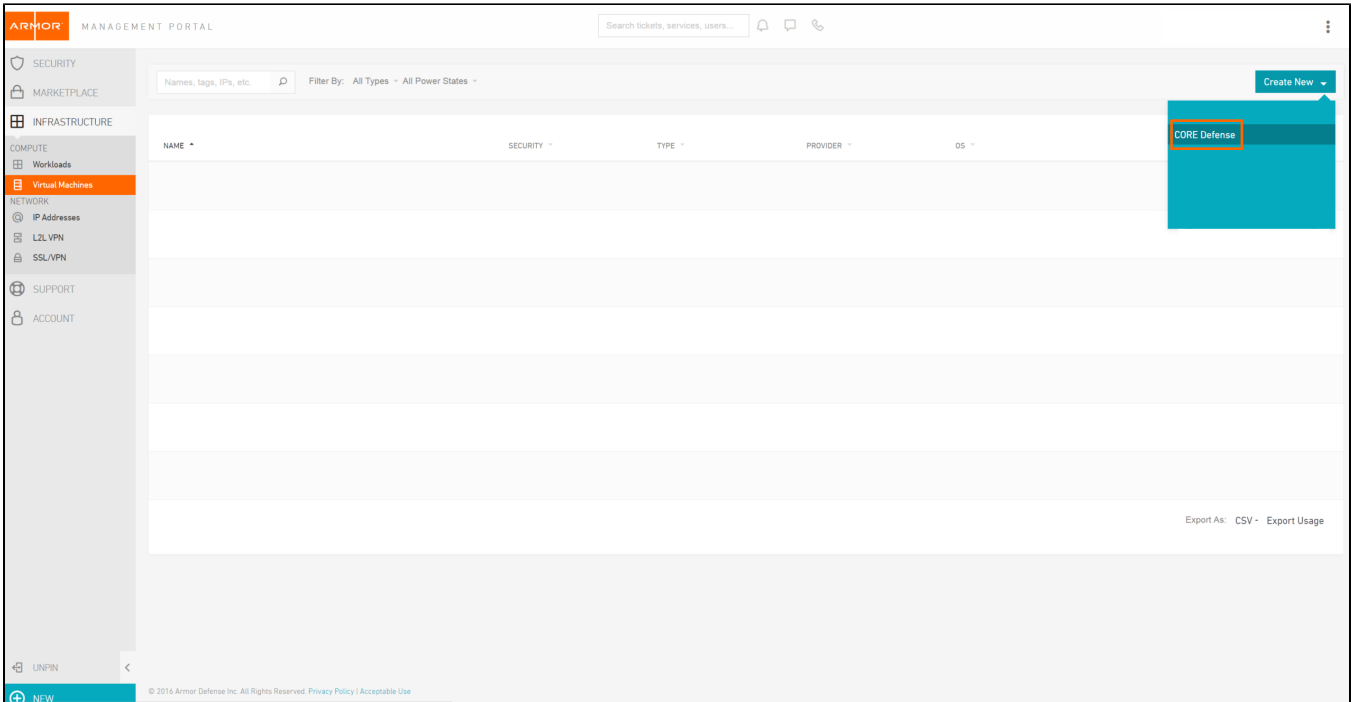 ARMOR MANAGEMENT PORTAL
Search tickets, services, users...
SECURITY
MARKETPLACE
INFRASTRUCTURE
COMPUTE
Workloads
Virtual Machines
NETWORK
IP Addresses
L2L VPN
SSL/VPN
SUPPORT
ACCOUNT
UNPIN
NEW
Names, tags, IPs, etc. Filter By: All Types All Power States
Create New
CORE Defense
NAME SECURITY TYPE PROVIDER OS
Export As: CSV - Export Usage
© 2016 Armor Defense Inc. All Rights Reserved. Privacy Policy | Acceptable Use